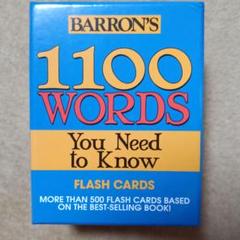 BARRON'S
1100
WORDS
You Need
to Know
FLASH CARDS
MORE THAN 500 FLASH CARDS BASED
ON THE BEST-SELLING BOOK!